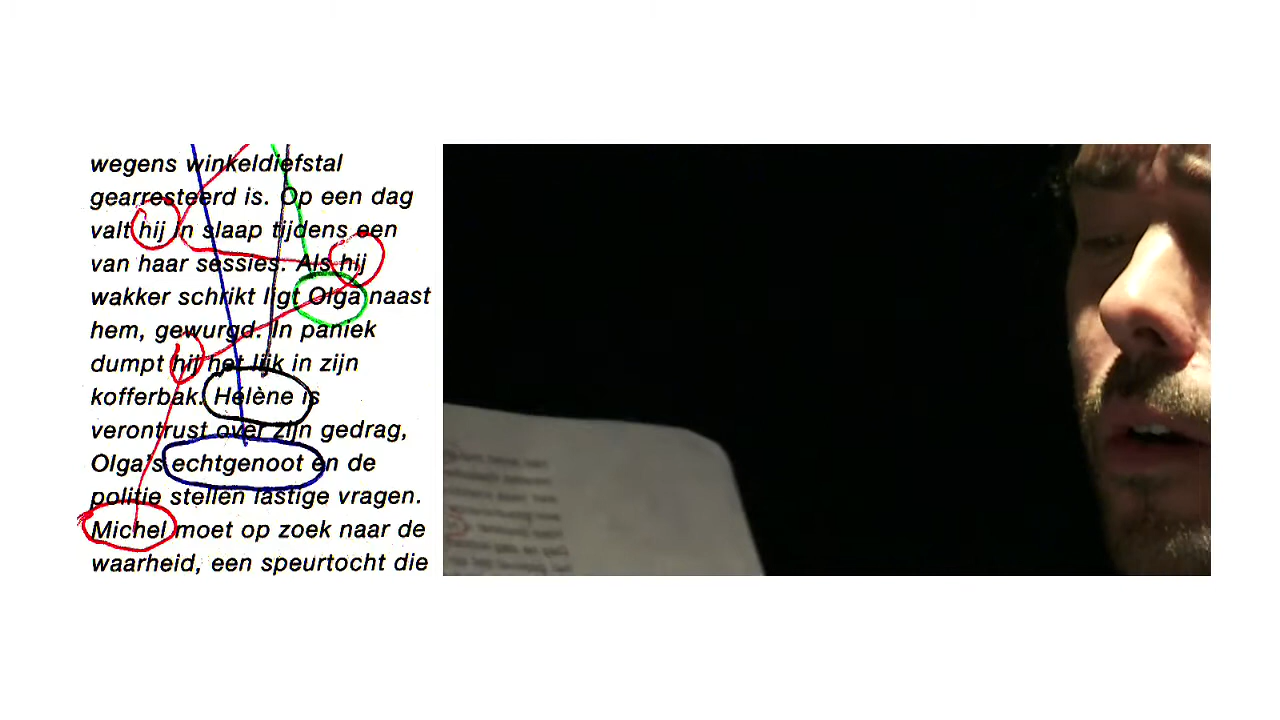 wegens winkeldiefstal
gearresteerd is. Op een dag
valt hij in slaap tijdens een
van haar sessies. Als hij
wakker schrikt ligt Olga naast
hem, gewurgd. In paniek
dumpt hij het lijk in zijn
kofferbak. Hélène is
verontrust over zijn gedrag,
Olga's echtgenoot en de
politie stellen lastige vragen.
Michel moet op zoek naar de
waarheid, een speurtocht die